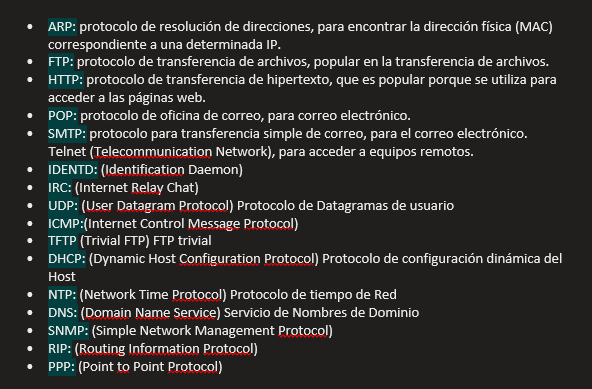 • ARP: protocolo de resolución de direcciones, para encontrar la dirección física (MAC)
correspondiente a una determinada IP.
• FTP: protocolo de transferencia de archivos, popular en la transferencia de archivos.
• HTTP: protocolo de transferencia de hipertexto, que es popular porque se utiliza para
acceder a las páginas web.
• POP: protocolo de oficina de correo, para correo electrónico.
• SMTP: protocolo para transferencia simple de correo, para el correo electrónico.
Telnet (Telecommunication Network), para acceder a equipos remotos.
• IDENTD: (Identification Daemon)
• IRC: (Internet Relay Chat)
• UDP: (User Datagram Protocol) Protocolo de Datagramas de usuario
• ICMP:(Internet Control Message Protocol)
• TFTP (Trivial FTP) FTP trivial
• DHCP: (Dynamic Host Configuration Protocol) Protocolo de configuración dinámica del
Host
• NTP: (Network Time Protocol) Protocolo de tiempo de Red
• DNS: (Domain Name Service) Servicio de Nombres de Dominio
• SNMP: (Simple Network Management Protocol)
• RIP: (Routing Information Protocol)
• PPP: (Point to Point Protocol)